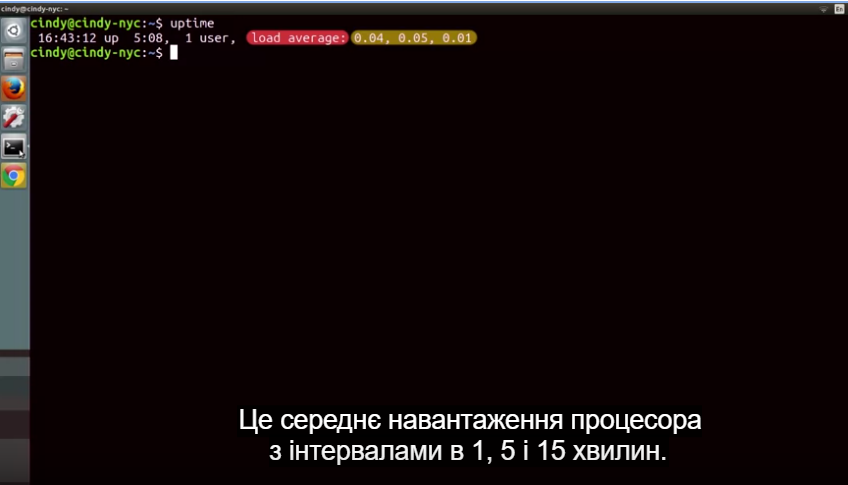 cindy@cindy-nyc: ~
En
cindy@cindy-nyc:~$ uptime
16:43:12 up 5:08, 1 user, load average: 0.04, 0.05, 0.01
cindy@cindy-nyc:~$
Це середнє навантаження процесора
з інтервалами в 1, 5 і 15 хвилин.